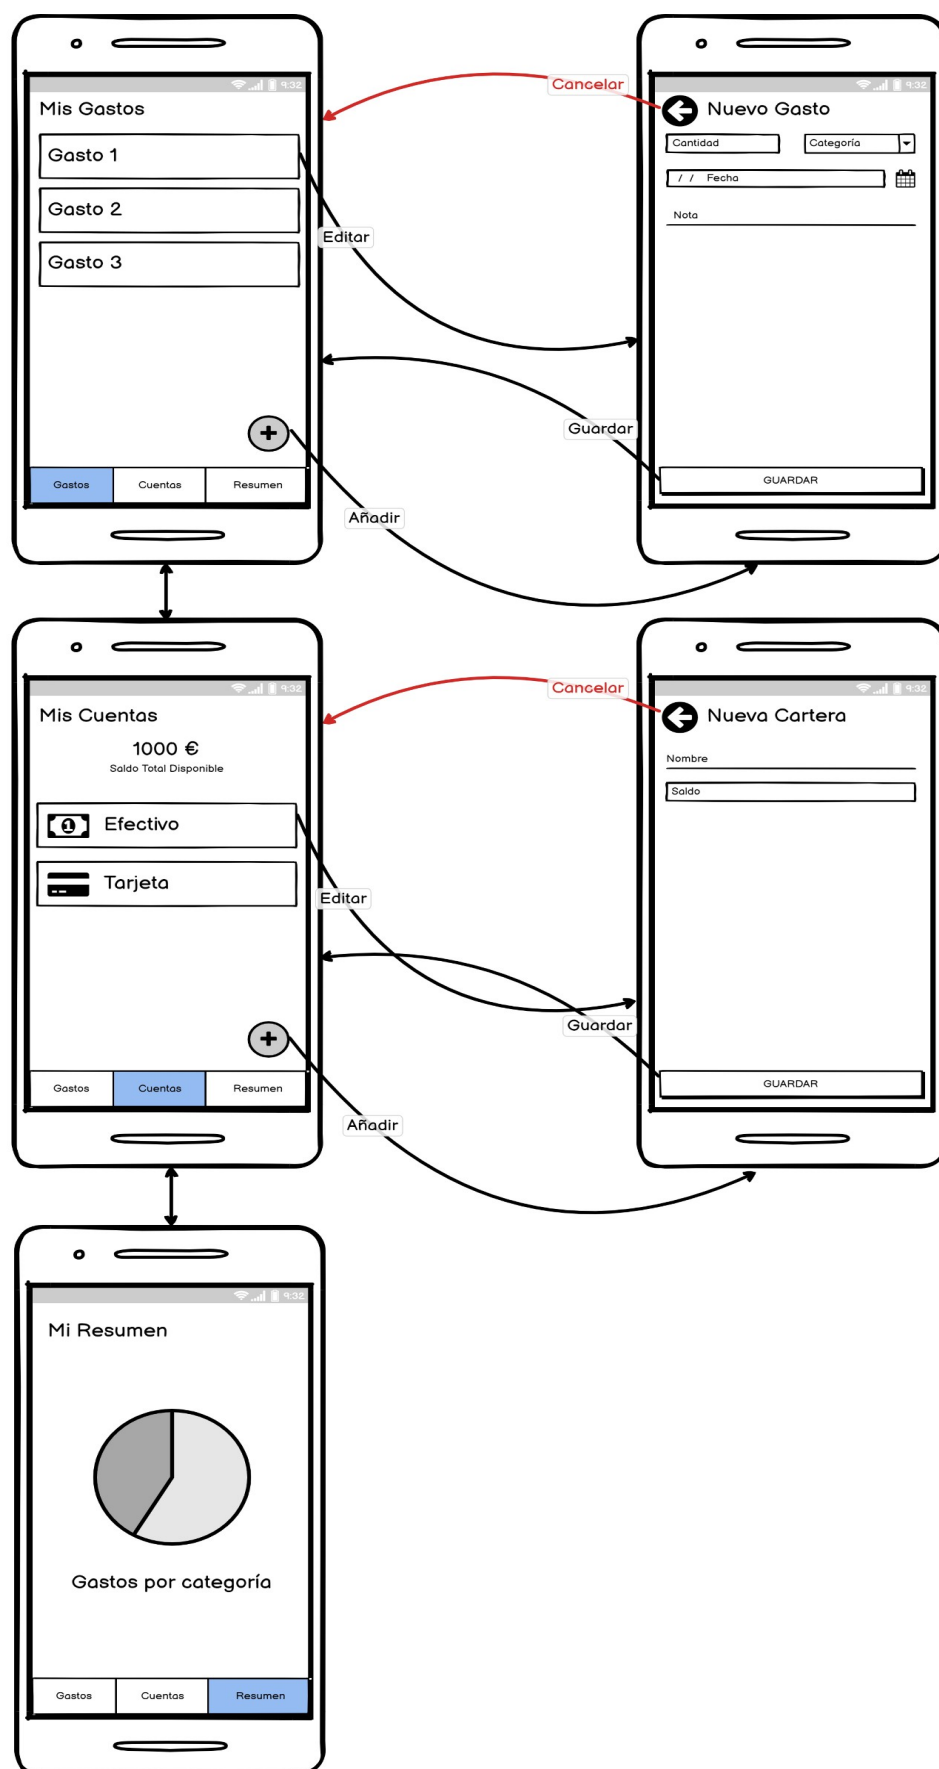 9:32
Mis Gastos
Gasto 1
Gasto 2
Gasto 3
+
Gastos Cuentas Resumen
Cancelar
Editar
Guardar
Añadir
9:32
Nuevo Gasto
Cantidad Categoría
/ / Fecha
Nota
GUARDAR
9:32
Mis Cuentas
1000 €
Saldo Total Disponible
1 Efectivo
Tarjeta
+
Gastos Cuentas Resumen
Cancelar
Editar
Guardar
Añadir
9:32
Nueva Cartera
Nombre
Saldo
GUARDAR
9:32
Mi Resumen
Gastos por categoría
Gastos Cuentas Resumen